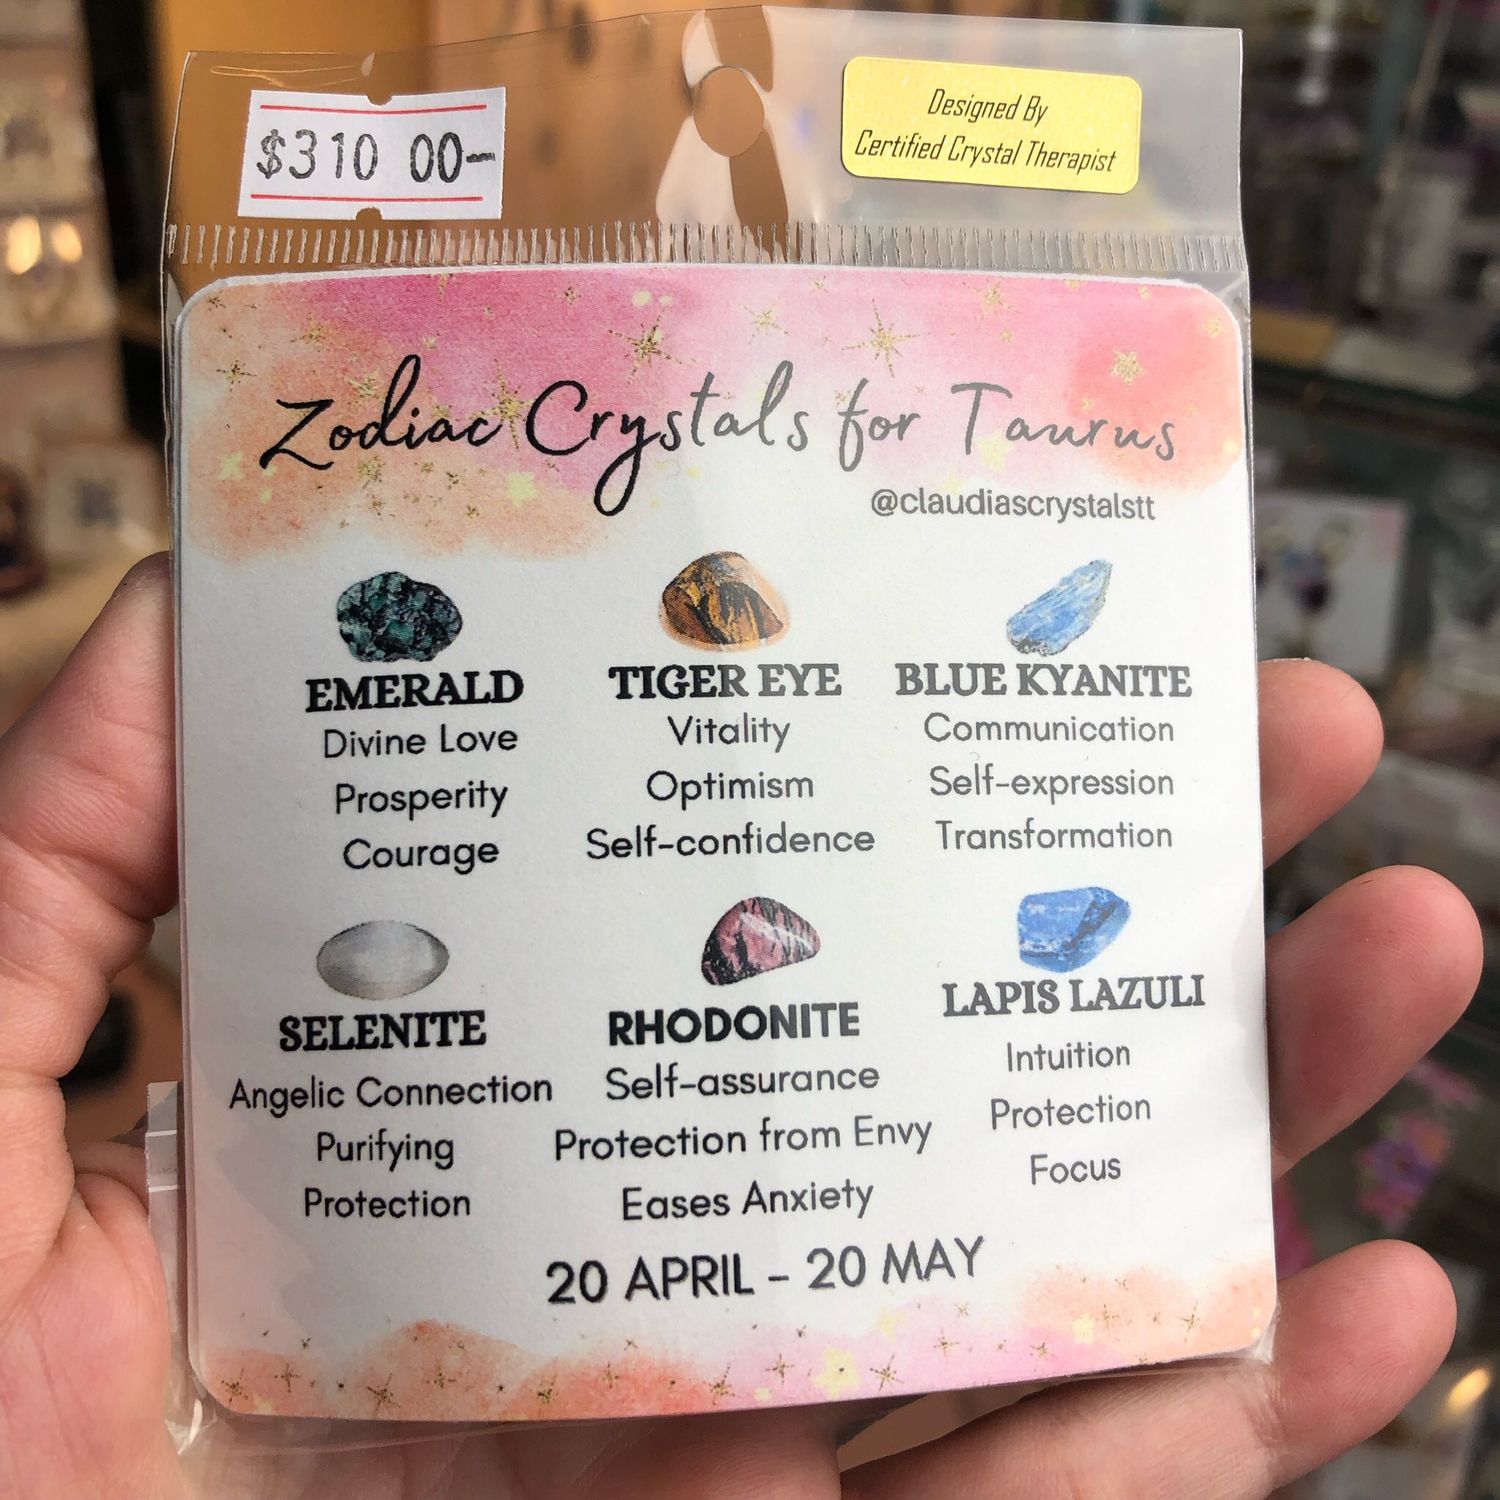 $310 00-
Designed By
Certified Crystal Therapist
Zodiac Crystals for Taurus
@claudiascrystalstt
EMERALD
Divine Love
Prosperity
Courage
TIGER EYE
Vitality
Optimism
Self-confidence
BLUE KYANITE
Communication
Self-expression
Transformation
SELENITE
Angelic Connection
Purifying
Protection
RHODONITE
Self-assurance
Protection from Envy
Eases Anxiety
LAPIS LAZULI
Intuition
Protection
Focus
20 APRIL - 20 MAY